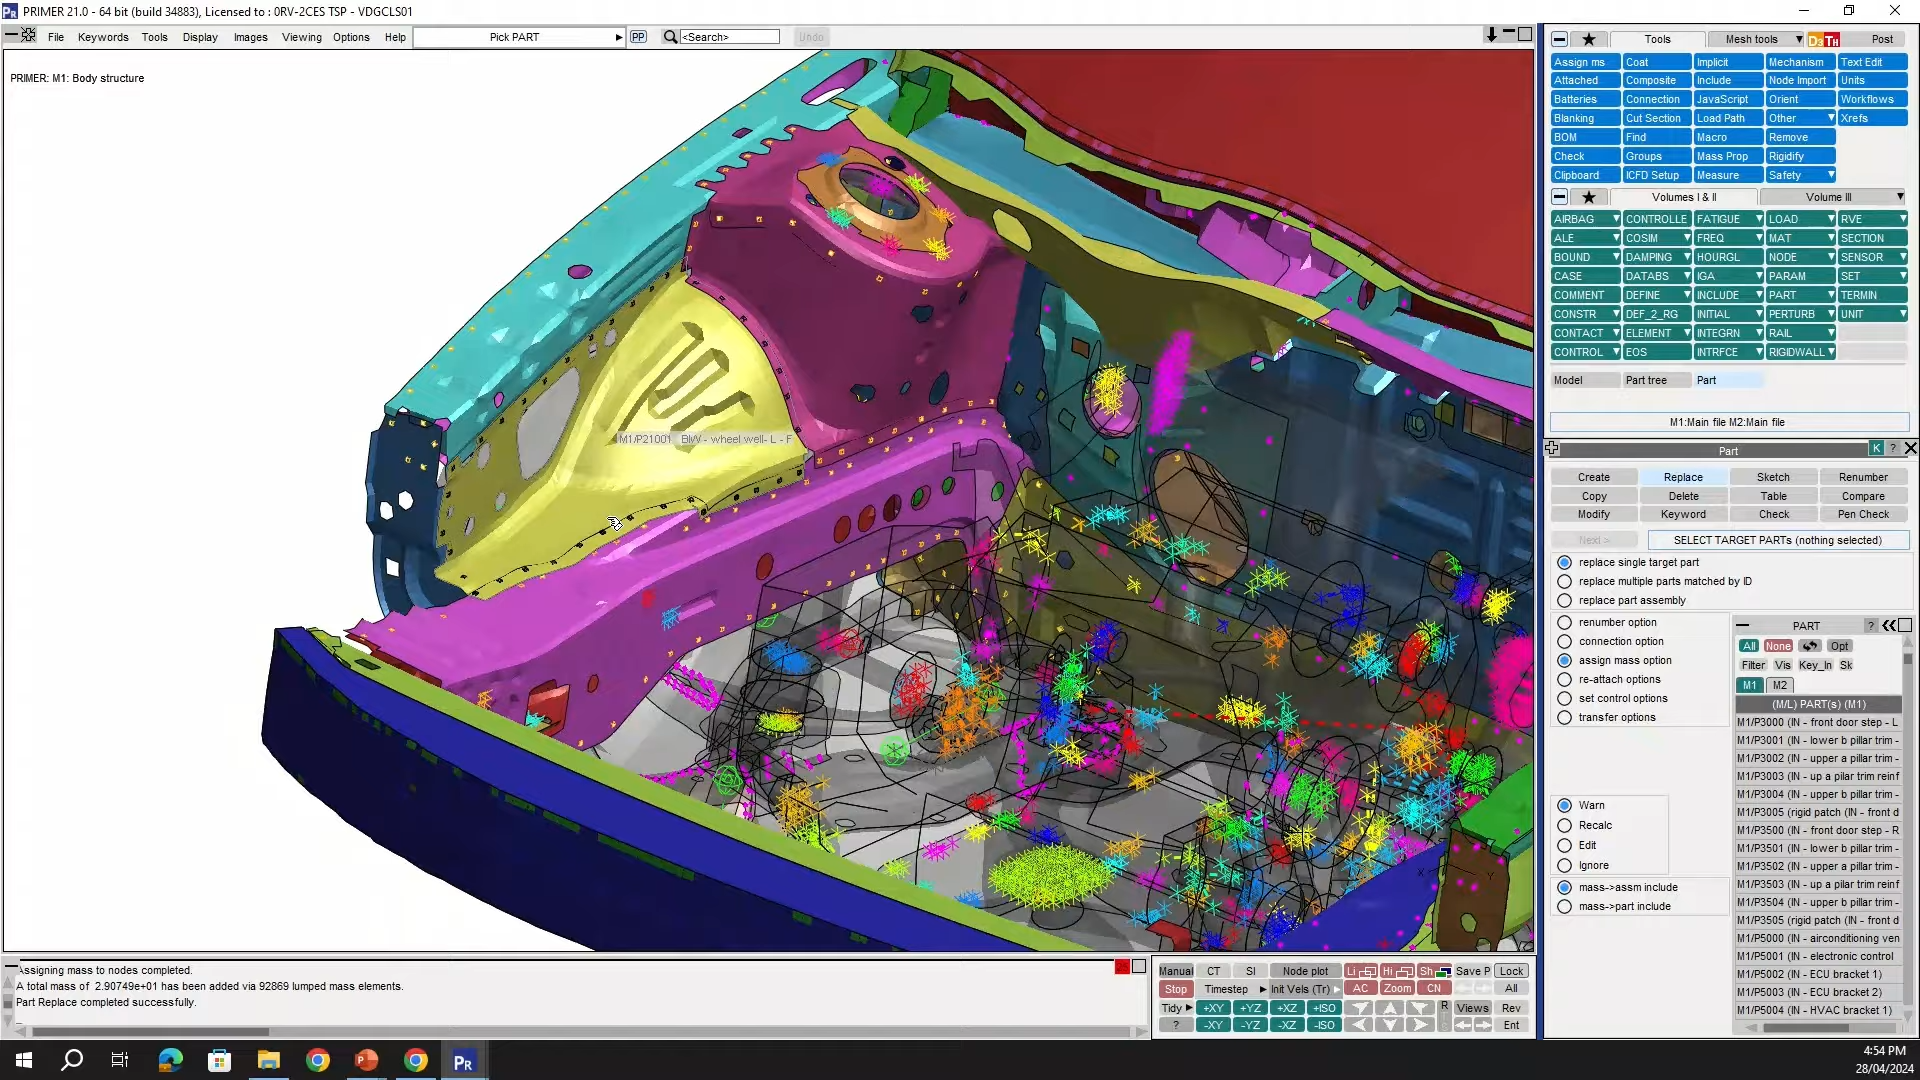 PRIMER 21.0 - 64 bit (build 34883), Licensed to : 0RV-2CES TSP - VDGCLS01
File Keywords Tools Display Images Viewing Options Help Pick PART PP <Search> Undo
PRIMER: M1: Body structure
M1/P21001 BIW - wheel well- L - F
Tools Mesh tools D3 TH Post
Assign ms Coat Implicit Mechanism Text Edit
Attached Composite Include Node Import Units
Batteries Connection JavaScript Orient Workflows
Blanking Cut Section Load Path Other Xrefs
BOM Find Macro Remove
Check Groups Mass Prop Rigidify
Clipboard ICFD Setup Measure Safety
Volumes I & II Volume III
AIRBAG CONTROLLE FATIGUE LOAD RVE
ALE COSIM FREQ MAT SECTION
BOUND DAMPING HOURGL NODE SENSOR
CASE DATABS IGA PARAM SET
COMMENT DEFINE INCLUDE PART TERMIN
CONSTR DEF_2_RG INITIAL PERTURB UNIT
CONTACT ELEMENT INTEGRN RAIL
CONTROL EOS INTRFCE RIGIDWALL
Model Part tree Part
M1:Main file M2:Main file
Part K ?
Create Replace Sketch Renumber
Copy Delete Table Compare
Modify Keyword Check Pen Check
Next > SELECT TARGET PARTs (nothing selected)
replace single target part
replace multiple parts matched by ID
replace part assembly
renumber option
connection option
assign mass option
re-attach options
set control options
transfer options
Warn
Recalc
Edit
Ignore
mass->assm include
mass->part include
PART ?
All None Opt
Filter Vis Key_In Sk
M1 M2
(M/L) PART(s) (M1)
M1/P3000 (IN - front door step - L
M1/P3001 (IN - lower b pillar trim -
M1/P3002 (IN - upper a pillar trim -
M1/P3003 (IN - up a pilar trim reinf
M1/P3004 (IN - upper b pillar trim -
M1/P3005 (rigid patch (IN - front d
M1/P3500 (IN - front door step - R
M1/P3501 (IN - lower b pillar trim -
M1/P3502 (IN - upper a pillar trim -
M1/P3503 (IN - up a pilar trim reinf
M1/P3504 (IN - upper b pillar trim -
M1/P3505 (rigid patch (IN - front d
M1/P5000 (IN - airconditioning ven
M1/P5001 (IN - electronic control
M1/P5002 (IN - ECU bracket 1)
M1/P5003 (IN - ECU bracket 2)
M1/P5004 (IN - HVAC bracket 1)
Assigning mass to nodes completed.
A total mass of 2.90749e+01 has been added via 92869 lumped mass elements.
Part Replace completed successfully.
Manual CT SI Node plot Li Hi Sh Save P Lock
Stop Timestep Init Vels (Tr) AC Zoom CN All
Tidy +XY +YZ +XZ +ISO R Views Rev
? -XY -YZ -XZ -ISO Ent
4:54 PM
28/04/2024